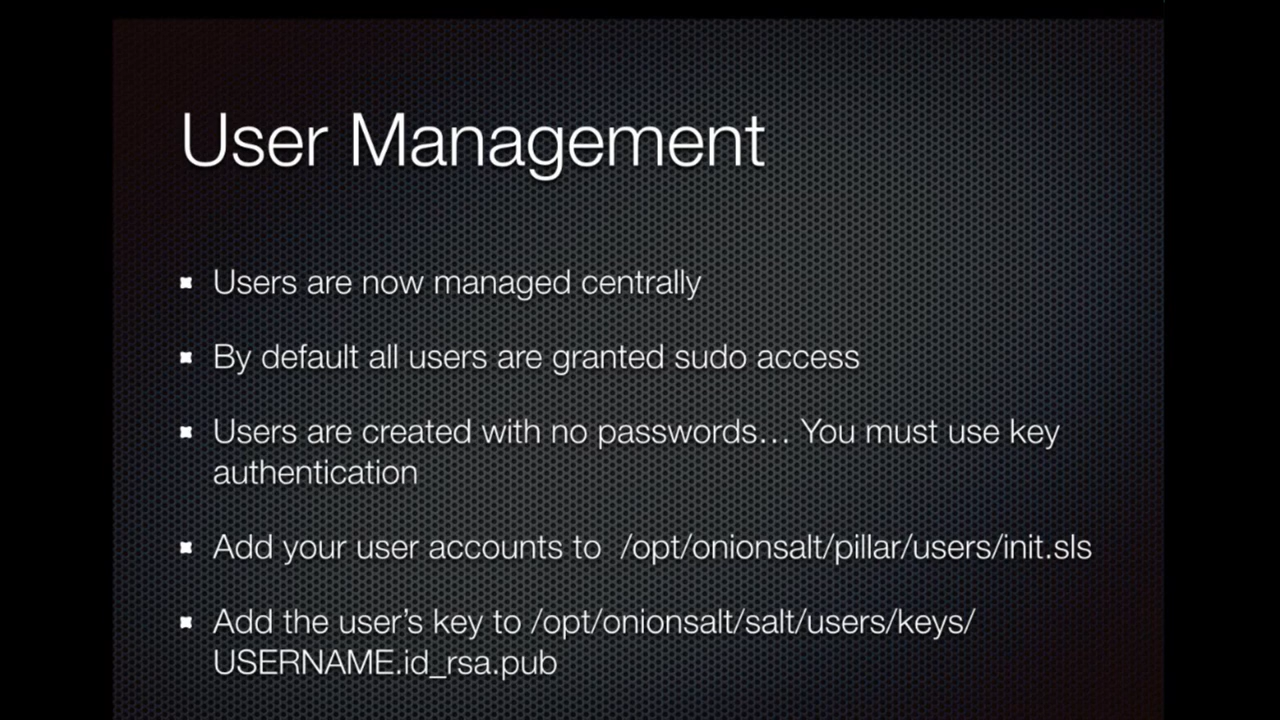 User Management
Users are now managed centrally
By default all users are granted sudo access
Users are created with no passwords... You must use key
authentication
Add your user accounts to /opt/onionsalt/pillar/users/init.sls
Add the user’s key to /opt/onionsalt/salt/users/keys/
USERNAME.id_rsa.pub